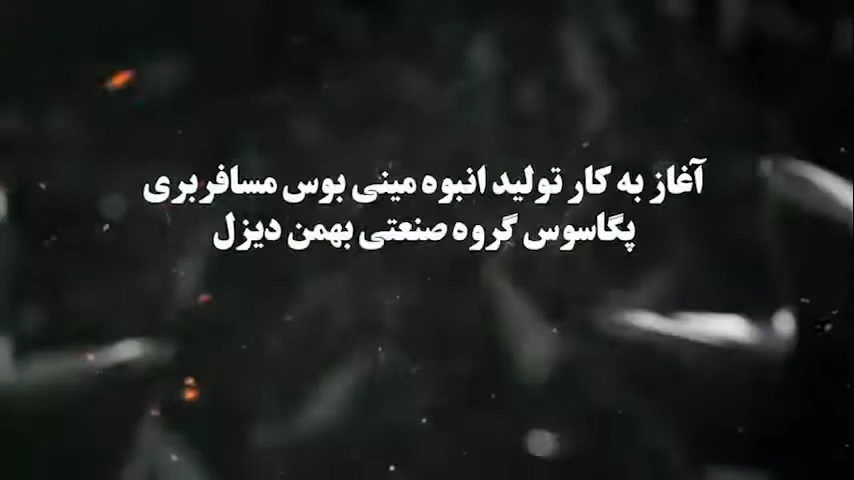 آغاز به کار تولید انبوه مینی بوس مسافربری
پگاسوس گروه صنعتی بهمن دیزل